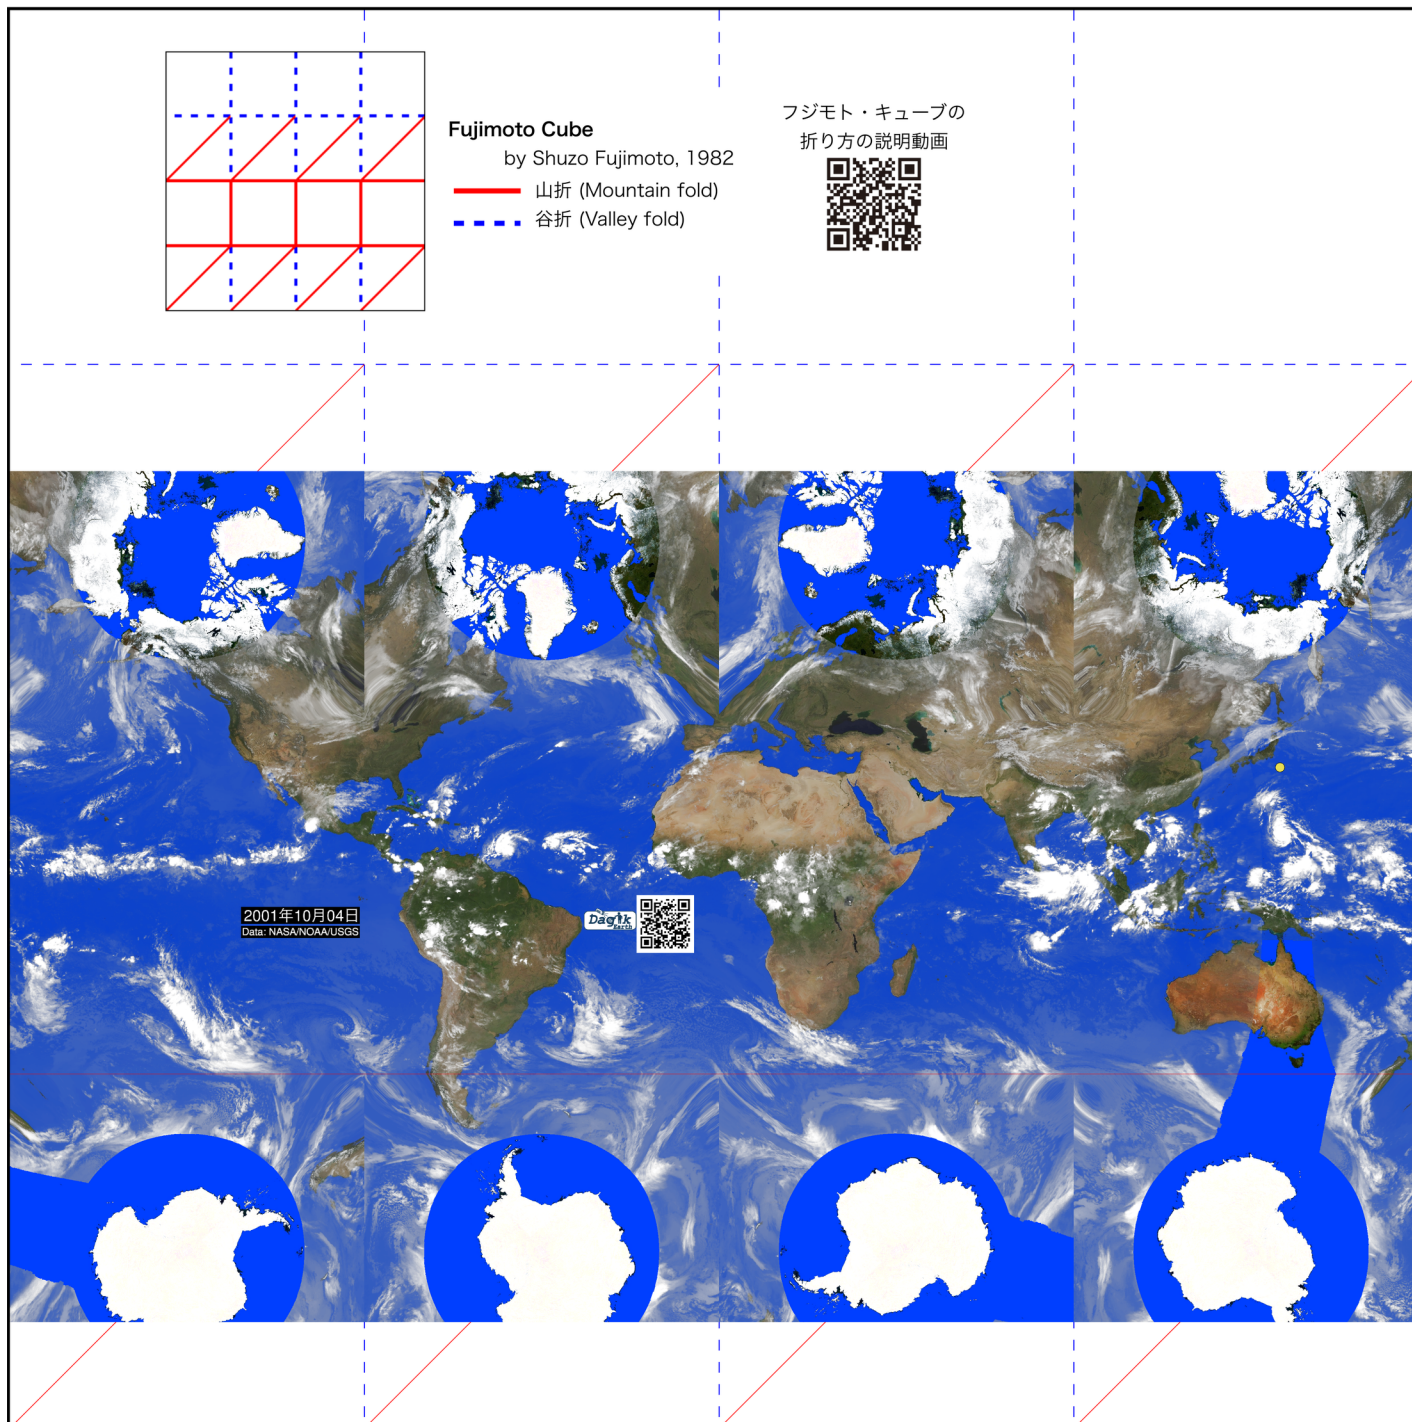 Fujimoto Cube
by Shuzo Fujimoto, 1982
山折 (Mountain fold)
谷折 (Valley fold)
フジモト・キューブの
折り方の説明動画
2001年10月04日
Data: NASA/NOAA/USGS
Dagik
Earth